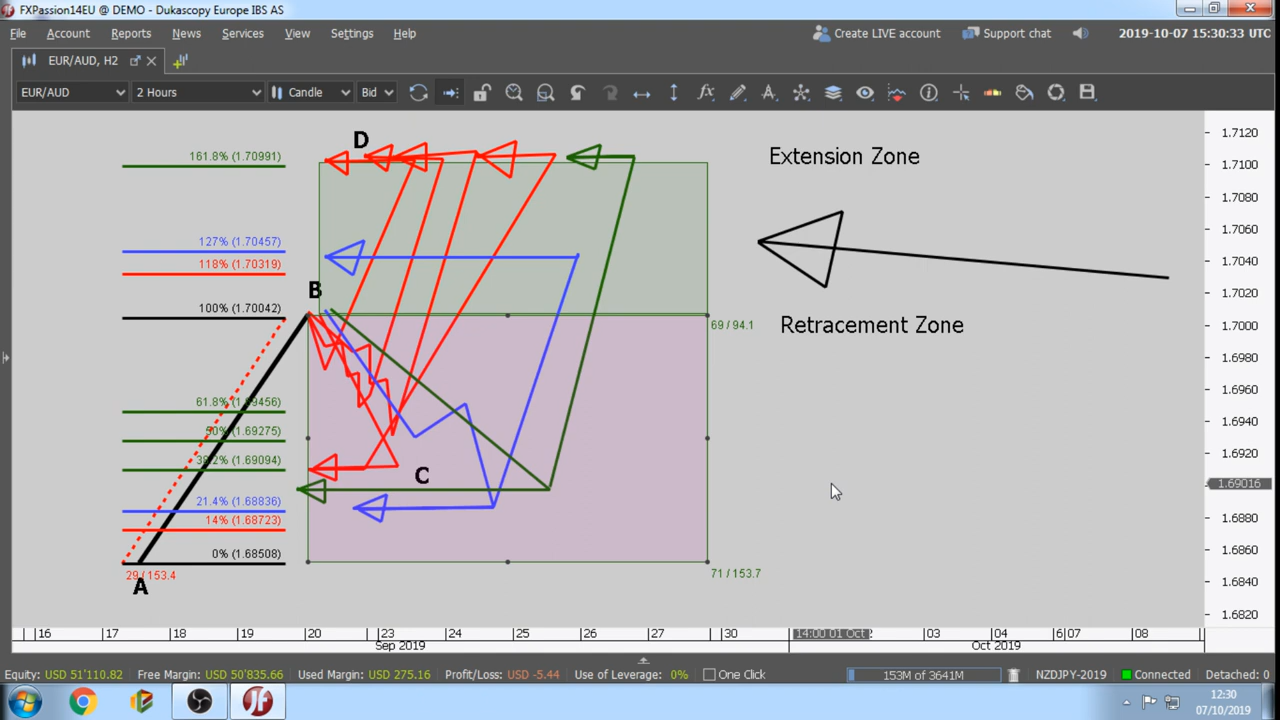 FXPassion14EU @ DEMO - Dukascopy Europe IBS AS
File Account Reports News Services View Settings Help Create LIVE account Support chat 2019-10-07 15:30:33 UTC
EUR/AUD, H2
EUR/AUD 2 Hours Candle Bid
D
161.8% (1.70991)
Extension Zone
127% (1.70457)
118% (1.70319)
B
100% (1.70042)
69 / 94.1
Retracement Zone
61.8% (1.69456)
50% (1.69275)
38.2% (1.69094)
C
21.4% (1.68836)
14% (1.68723)
0% (1.68508)
29 / 153.4
71 / 153.7
A
1.7120
1.7100
1.7080
1.7060
1.7040
1.7020
1.7000
1.6980
1.6960
1.6940
1.6920
1.69016
1.6880
1.6860
1.6840
1.6820
16 17 18 19 20 23 24 25 26 27 30 14:00 01 Oct 2 03 04 6 07 08
Sep 2019 Oct 2019
Equity: USD 51'110.82 Free Margin: USD 50'835.66 Used Margin: USD 275.16 Profit/Loss: USD -5.44 Use of Leverage: 0% One Click 153M of 3641M NZDJPY-2019 Connected Detached: 0
12:30
07/10/2019